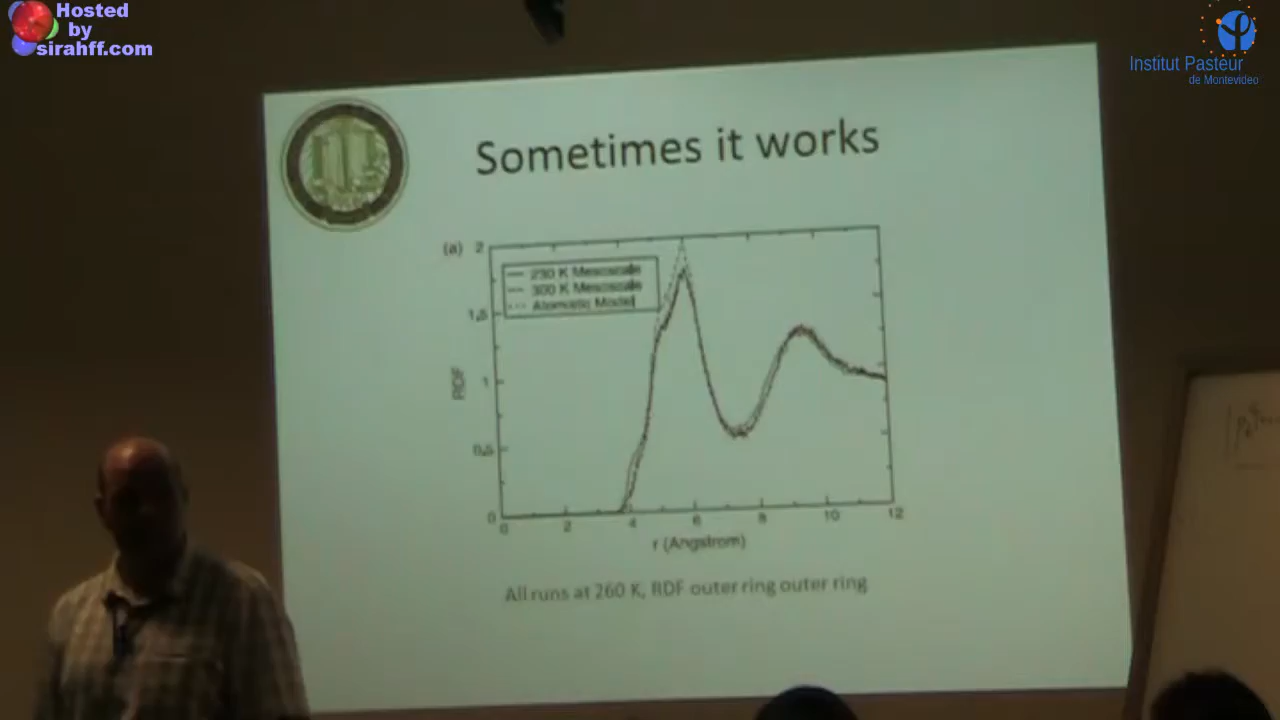 Hosted
by
sirahff.com
Institut Pasteur
de Montevideo
Sometimes it works
(a)
2
1,5
1
0,5
0
RDF
230 K Mesoscale
300 K Mesoscale
Atomistic Model
0 2 4 6 8 10 12
r (Angstrom)
All runs at 260 K, RDF outer ring outer ring